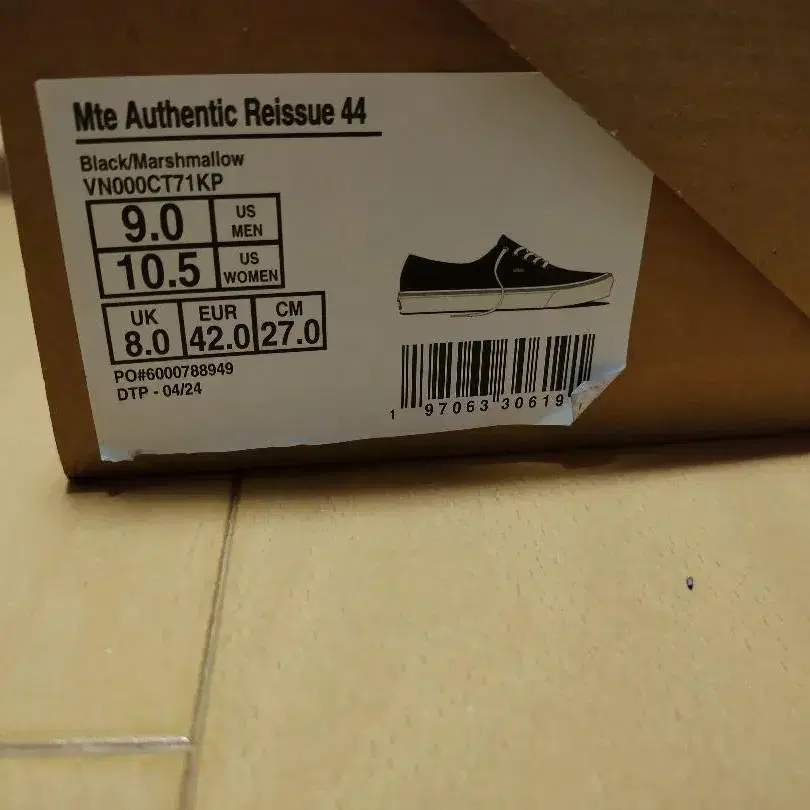 Mte Authentic Reissue 44
Black/Marshmallow
VN000CT71KP
9.0 US MEN
10.5 US WOMEN
UK 8.0 EUR 42.0 CM 27.0
PO#6000788949
DTP - 04/24
1 97063 30619